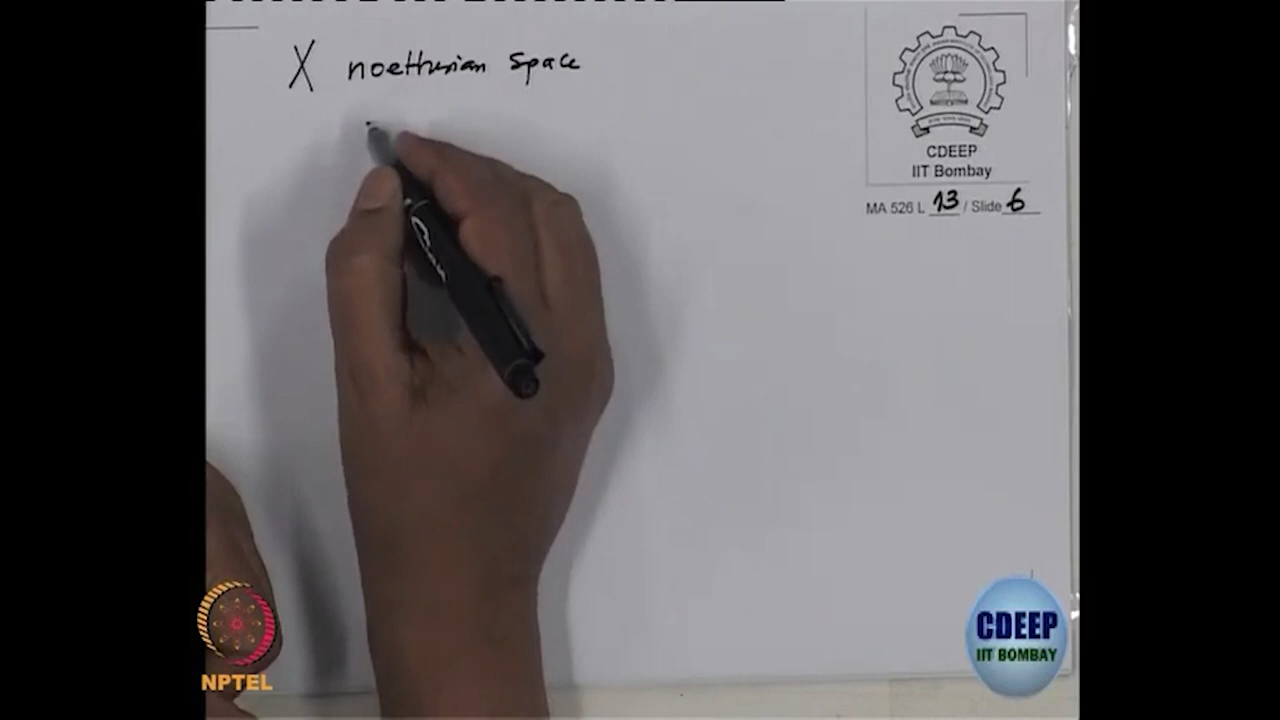 X noetherian space
CDEEP
IIT Bombay
MA 526 L 13 / Slide 6
CDEEP
IIT BOMBAY
NPTEL